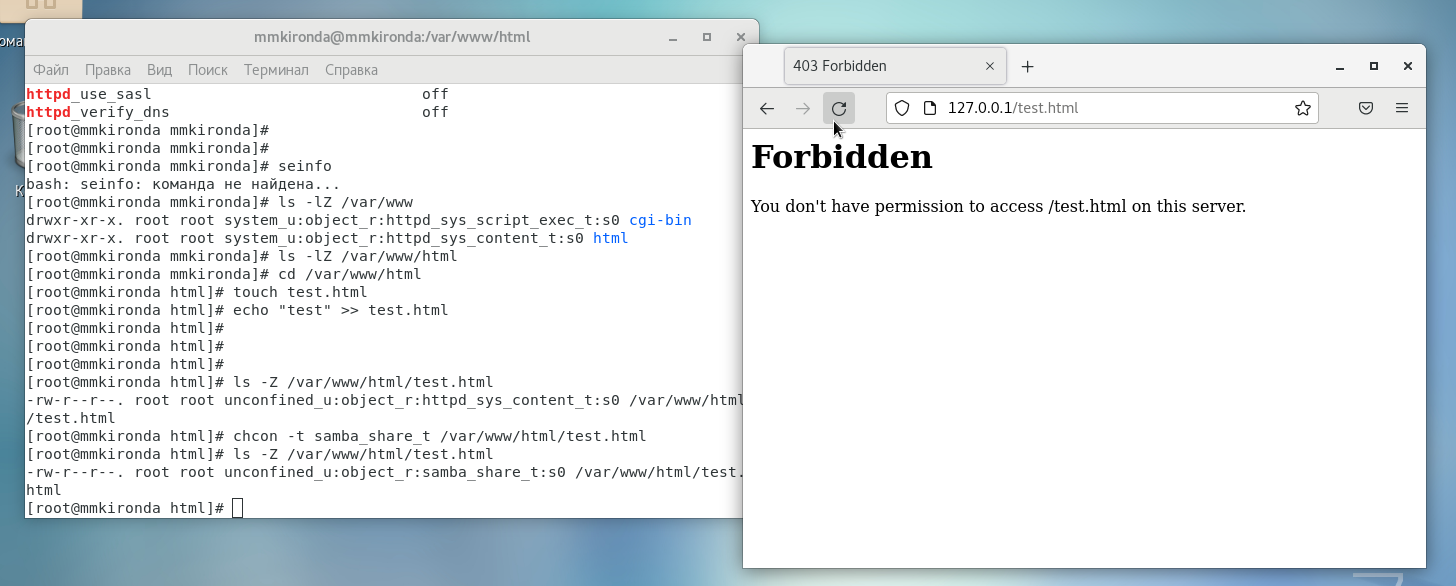 mmkironda@mmkironda:/var/www/html
Файл Правка Вид Поиск Терминал Справка
httpd_use_sasl                              off
httpd_verify_dns                            off
[root@mmkironda mmkironda]#
[root@mmkironda mmkironda]#
[root@mmkironda mmkironda]# seinfo
bash: seinfo: команда не найдена...
[root@mmkironda mmkironda]# ls -lZ /var/www
drwxr-xr-x. root root system_u:object_r:httpd_sys_script_exec_t:s0 cgi-bin
drwxr-xr-x. root root system_u:object_r:httpd_sys_content_t:s0 html
[root@mmkironda mmkironda]# ls -lZ /var/www/html
[root@mmkironda mmkironda]# cd /var/www/html
[root@mmkironda html]# touch test.html
[root@mmkironda html]# echo "test" >> test.html
[root@mmkironda html]#
[root@mmkironda html]#
[root@mmkironda html]#
[root@mmkironda html]# ls -Z /var/www/html/test.html
-rw-r--r--. root root unconfined_u:object_r:httpd_sys_content_t:s0 /var/www/html
/test.html
[root@mmkironda html]# chcon -t samba_share_t /var/www/html/test.html
[root@mmkironda html]# ls -Z /var/www/html/test.html
-rw-r--r--. root root unconfined_u:object_r:samba_share_t:s0 /var/www/html/test.
html
[root@mmkironda html]#
403 Forbidden
127.0.0.1/test.html
Forbidden
You don't have permission to access /test.html on this server.